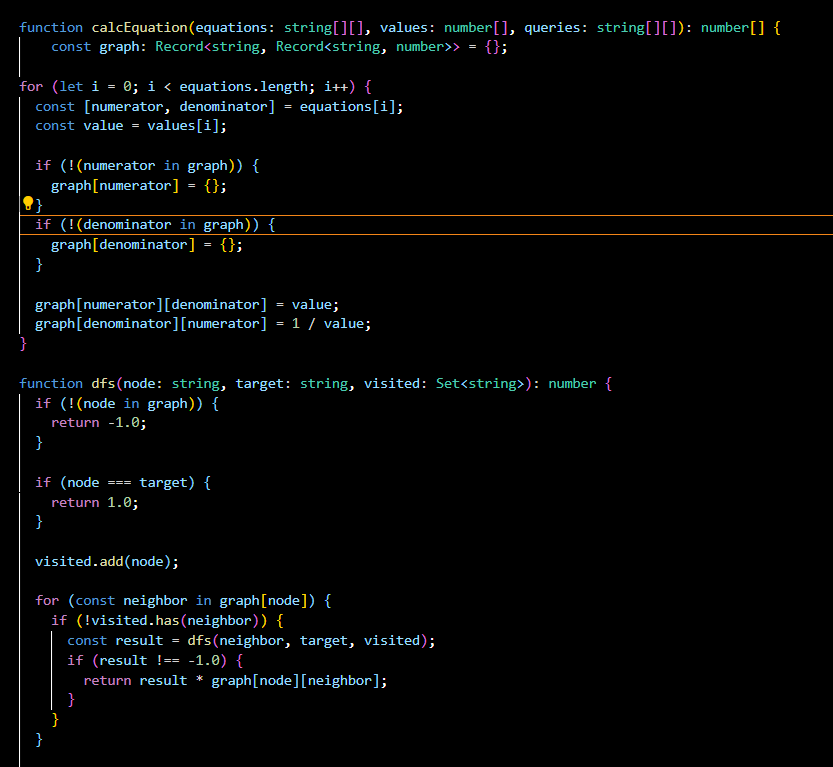 function calcEquation(equations: string[][], values: number[], queries: string[][]): number[] {
    const graph: Record<string, Record<string, number>> = {};

for (let i = 0; i < equations.length; i++) {
  const [numerator, denominator] = equations[i];
  const value = values[i];

  if (!(numerator in graph)) {
    graph[numerator] = {};
  }
  if (!(denominator in graph)) {
    graph[denominator] = {};
  }

  graph[numerator][denominator] = value;
  graph[denominator][numerator] = 1 / value;
}

function dfs(node: string, target: string, visited: Set<string>): number {
  if (!(node in graph)) {
    return -1.0;
  }

  if (node === target) {
    return 1.0;
  }

  visited.add(node);

  for (const neighbor in graph[node]) {
    if (!visited.has(neighbor)) {
      const result = dfs(neighbor, target, visited);
      if (result !== -1.0) {
        return result * graph[node][neighbor];
      }
    }
  }